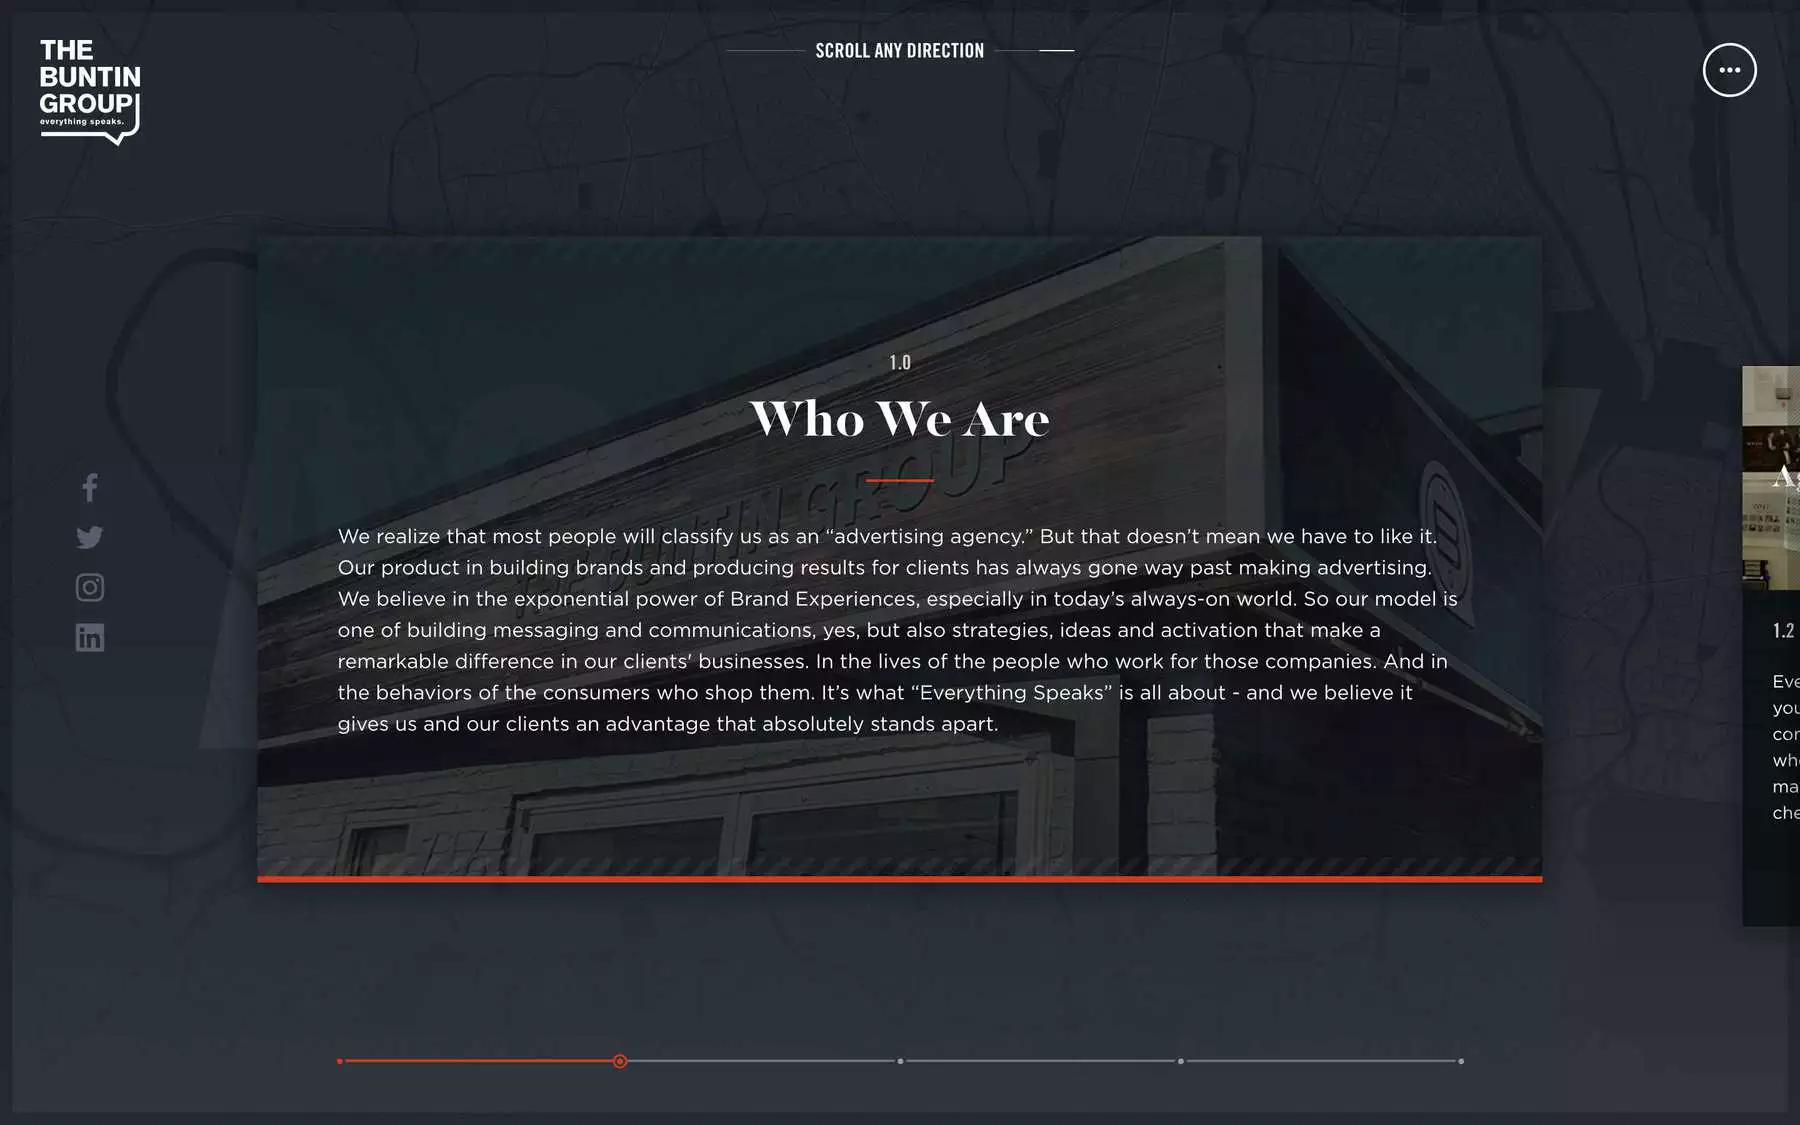 THE
BUNTIN
GROUP
everything speaks.
SCROLL ANY DIRECTION
1.0
Who We Are
THE BUNTIN GROUP
We realize that most people will classify us as an “advertising agency.” But that doesn’t mean we have to like it.
Our product in building brands and producing results for clients has always gone way past making advertising.
We believe in the exponential power of Brand Experiences, especially in today’s always-on world. So our model is
one of building messaging and communications, yes, but also strategies, ideas and activation that make a
remarkable difference in our clients' businesses. In the lives of the people who work for those companies. And in
the behaviors of the consumers who shop them. It’s what “Everything Speaks” is all about - and we believe it
gives us and our clients an advantage that absolutely stands apart.
1.2